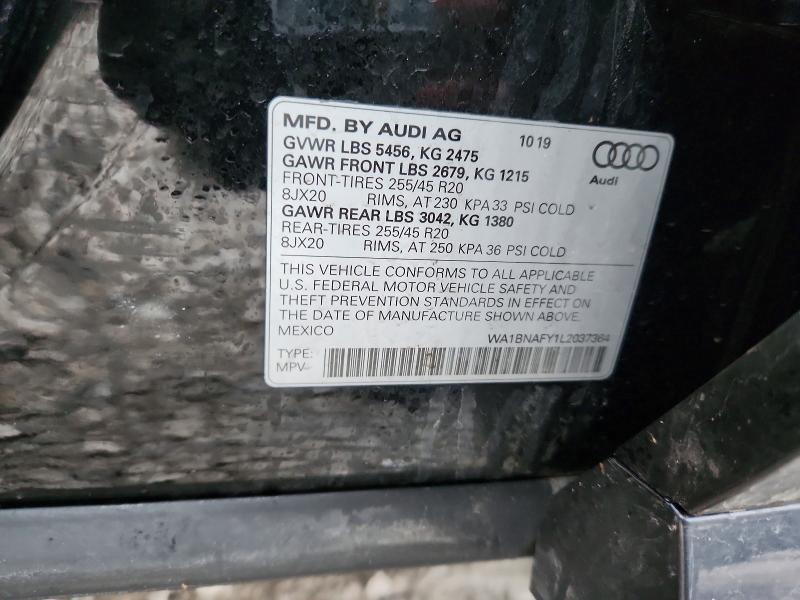 MFD. BY AUDI AG 10 19
GVWR LBS 5456, KG 2475
GAWR FRONT LBS 2679, KG 1215
FRONT-TIRES 255/45 R20
8JX20 RIMS, AT 230 KPA 33 PSI COLD
GAWR REAR LBS 3042, KG 1380
REAR-TIRES 255/45 R20
8JX20 RIMS, AT 250 KPA 36 PSI COLD
Audi
THIS VEHICLE CONFORMS TO ALL APPLICABLE
U.S. FEDERAL MOTOR VEHICLE SAFETY AND
THEFT PREVENTION STANDARDS IN EFFECT ON
THE DATE OF MANUFACTURE SHOWN ABOVE.
MEXICO WA1BNAFY1L2037364
TYPE:
MPV